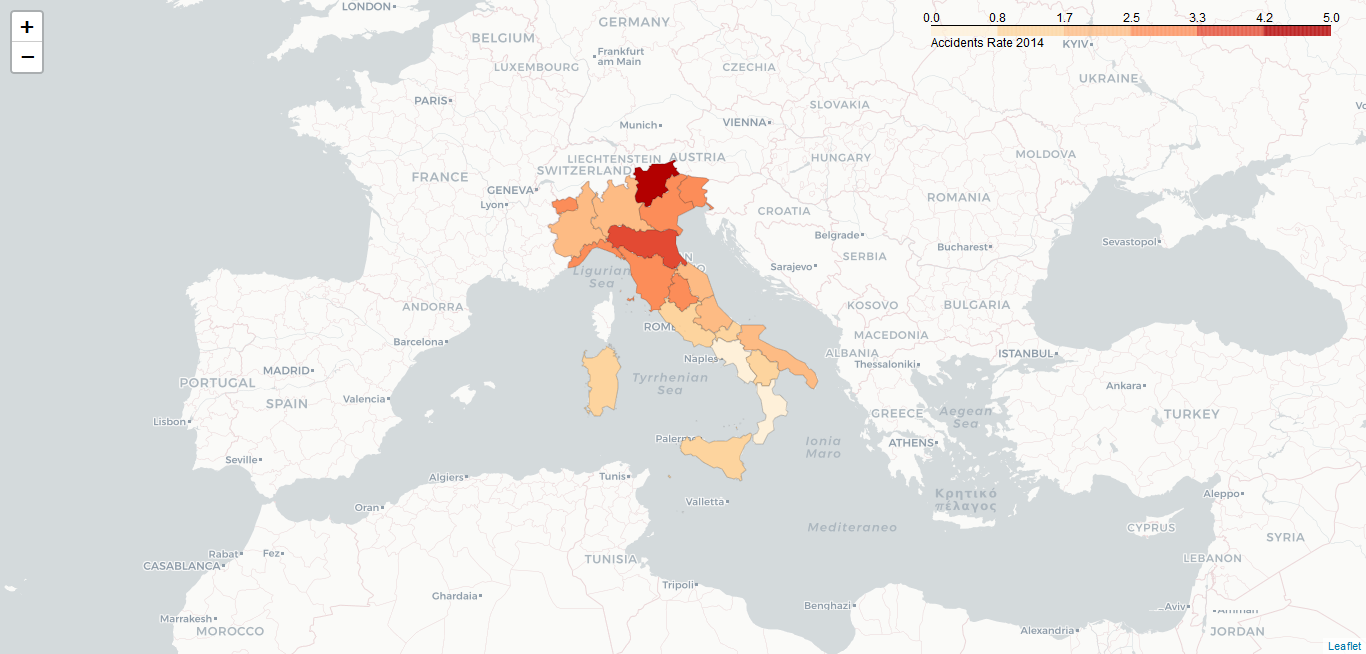 +
−
0.0 0.8 1.7 2.5 3.3 4.2 5.0
Accidents Rate 2014
LONDON
GERMANY
BELGIUM
KYIV
Frankfurt
am Main
LUXEMBOURG
CZECHIA
UKRAINE
PARIS
SLOVAKIA
VIENNA
Munich
LIECHTENSTEIN
AUSTRIA
HUNGARY
MOLDOVA
SWITZERLAND
FRANCE
GENEVA
Lyon
ROMANIA
CROATIA
Belgrade
Sevastopol
Bucharest
SERBIA
Sarajevo
Ligurian
Sea
ANDORRA
KOSOVO
BULGARIA
ROME
MACEDONIA
Barcelona
ALBANIA
ISTANBUL
Naples
Thessaloniki
MADRID
PORTUGAL
Tyrrhenian
Sea
Ankara
SPAIN
Valencia
GREECE
Aegean
Sea
TURKEY
Lisbon
Palermo
Ionia
Maro
ATHENS
Seville
Algiers
Tunis
Κρητικό
πέλαγος
Aleppo
Valletta
Oran
Mediteraneo
CYPRUS
SYRIA
Rabat
Fez
TUNISIA
LEBANON
CASABLANCA
Tripoli
Ghardaia
Benghazi
Aviv
Amman
Marrakesh
MOROCCO
Alexandria
JORDAN
Leaflet